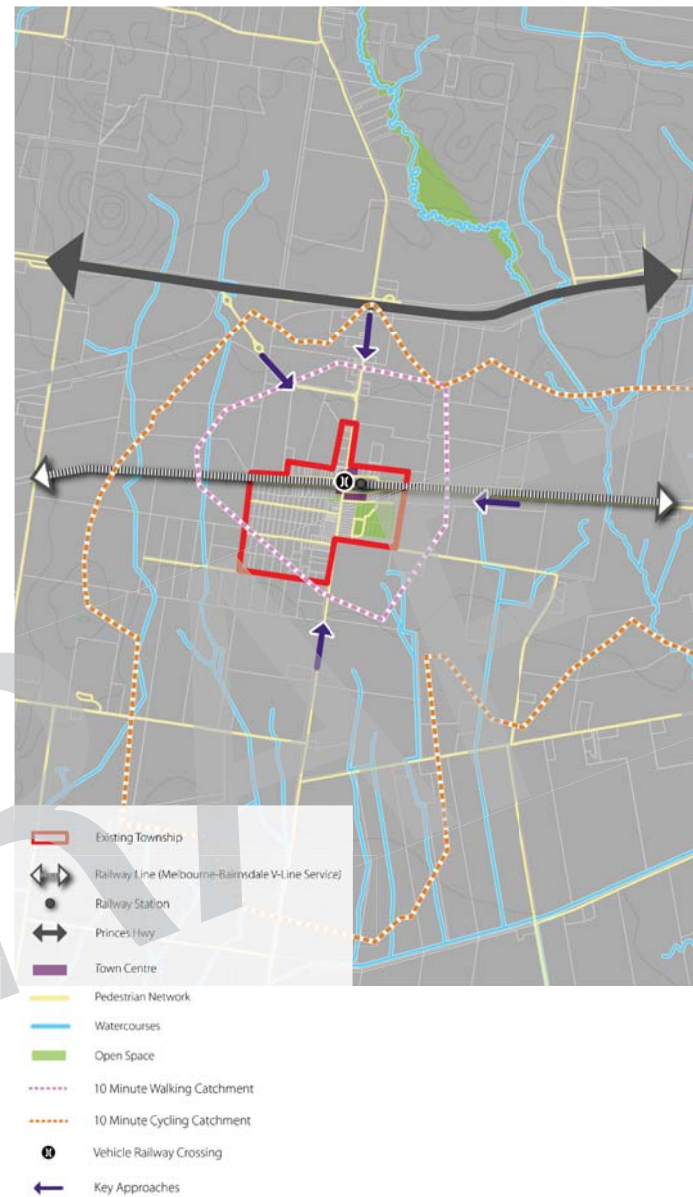 Existing Township
Railway Line (Melbourne-Bairnsdale V-Line Service)
Railway Station
Princes Hwy
Town Centre
Pedestrian Network
Watercourses
Open Space
10 Minute Walking Catchment
10 Minute Cycling Catchment
Vehicle Railway Crossing
Key Approaches